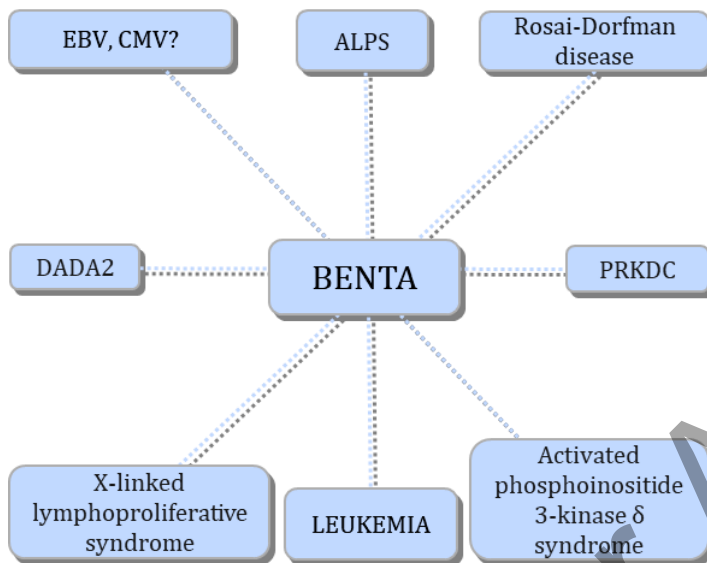 EBV, CMV?
ALPS
Rosai-Dorfman
disease
DADA2
BENTA
PRKDC
X-linked
lymphoproliferative
syndrome
LEUKEMIA
Activated
phosphoinositide
3-kinase δ
syndrome